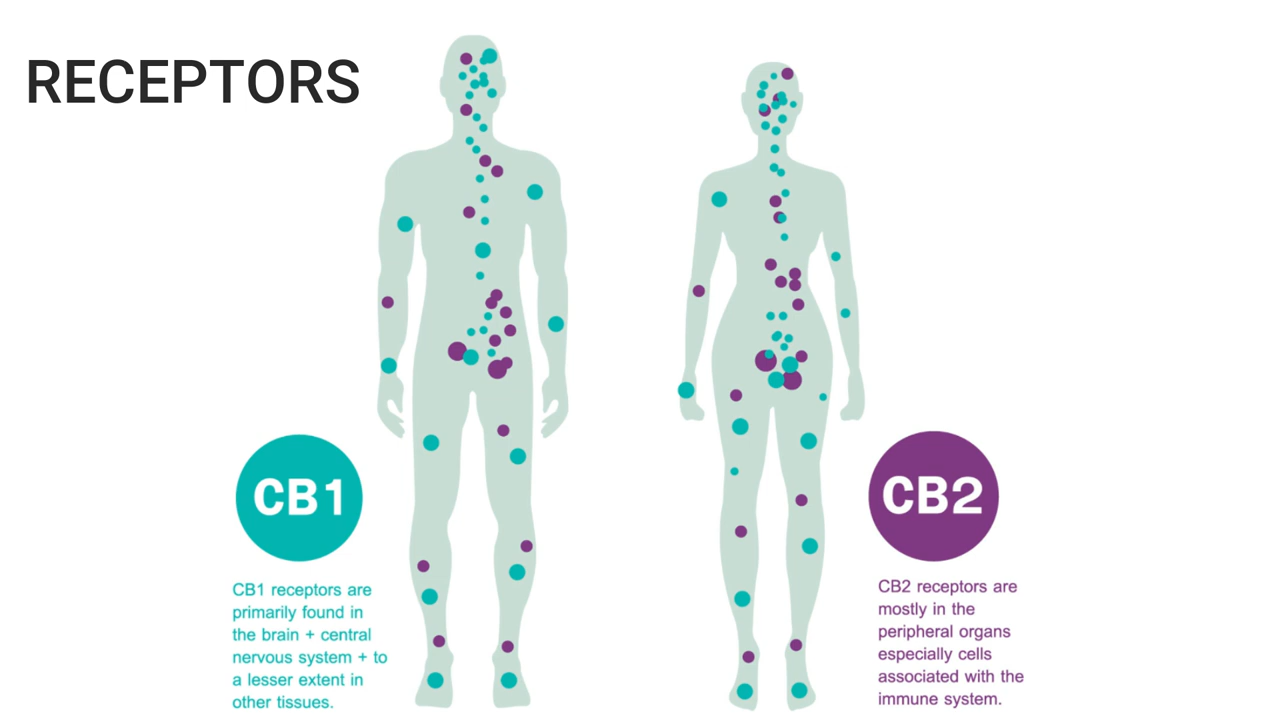 RECEPTORS
CB1
CB1 receptors are
primarily found in
the brain + central
nervous system + to
a lesser extent in
other tissues.
CB2
CB2 receptors are
mostly in the
peripheral organs
especially cells
associated with the
immune system.